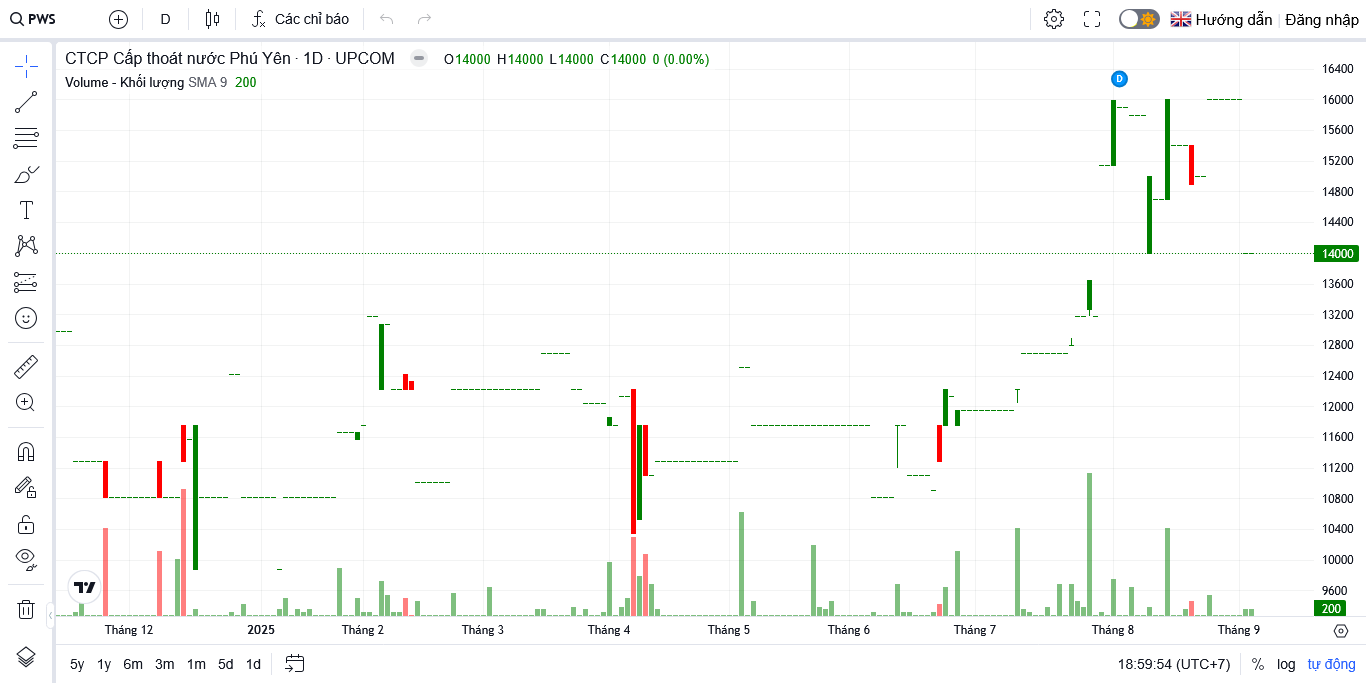 PWS
D
Các chỉ báo
Hướng dẫn
Đăng nhập
CTCP Cấp thoát nước Phú Yên · 1D · UPCOM
O14000 H14000 L14000 C14000 0 (0.00%)
Volume - Khối lượng SMA 9 200
D
16400
16000
15600
15200
14800
14400
14000
13600
13200
12800
12400
12000
11600
11200
10800
10400
10000
9600
200
Tháng 12
2025
Tháng 2
Tháng 3
Tháng 4
Tháng 5
Tháng 6
Tháng 7
Tháng 8
Tháng 9
5y 1y 6m 3m 1m 5d 1d
18:59:54 (UTC+7)
% log tự động